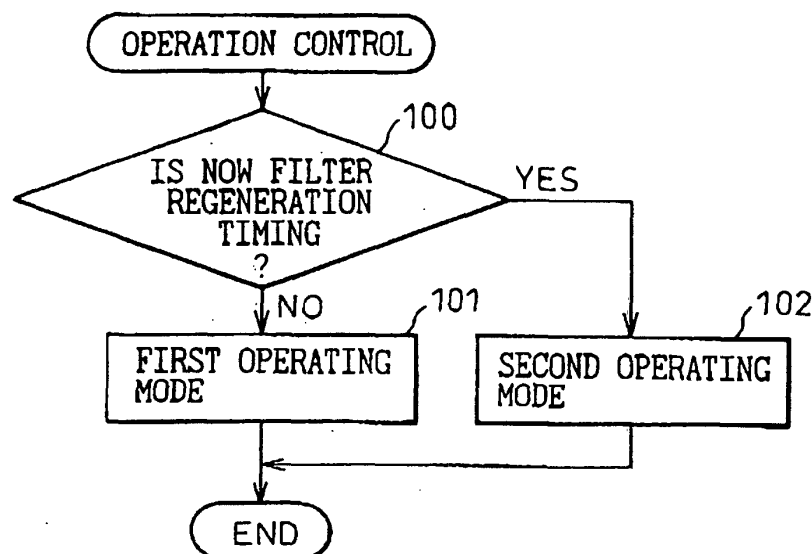 OPERATION CONTROL
100
IS NOW FILTER
REGENERATION
TIMING
?
YES
NO
101
102
FIRST OPERATING
MODE
SECOND OPERATING
MODE
END